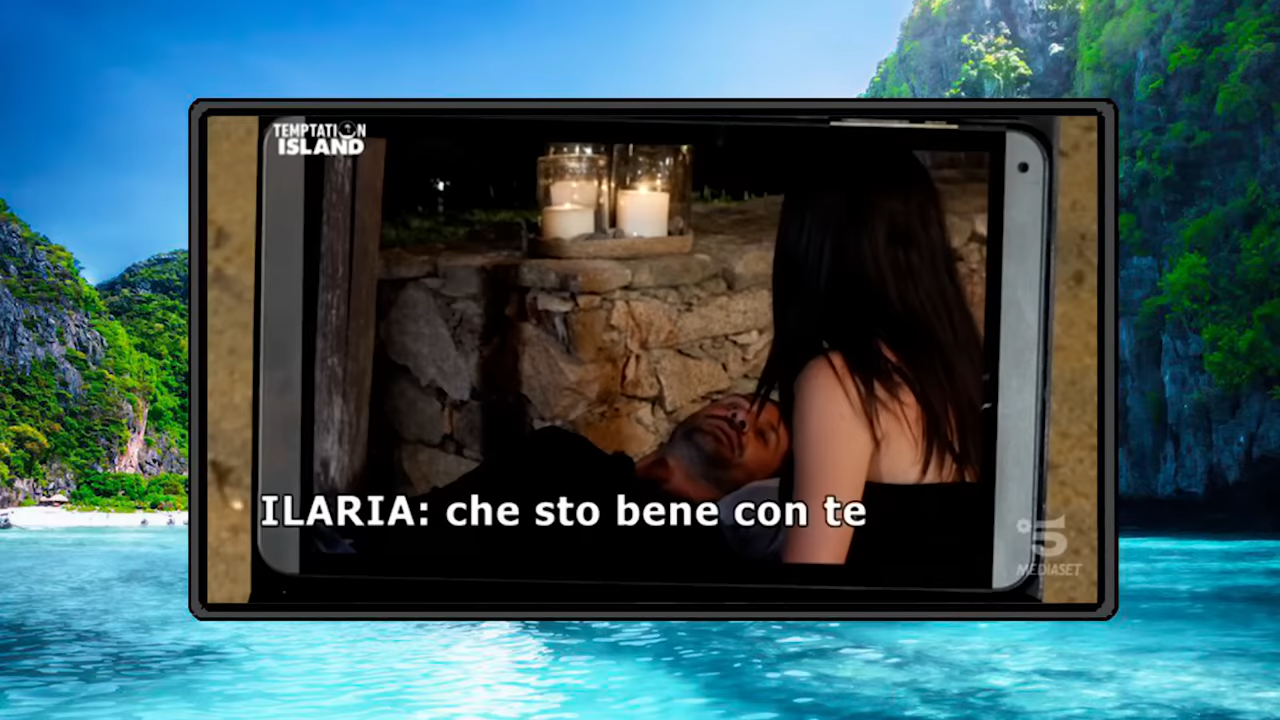 TEMPTATION
ISLAND
ILARIA: che sto bene con te
5
MEDIASET